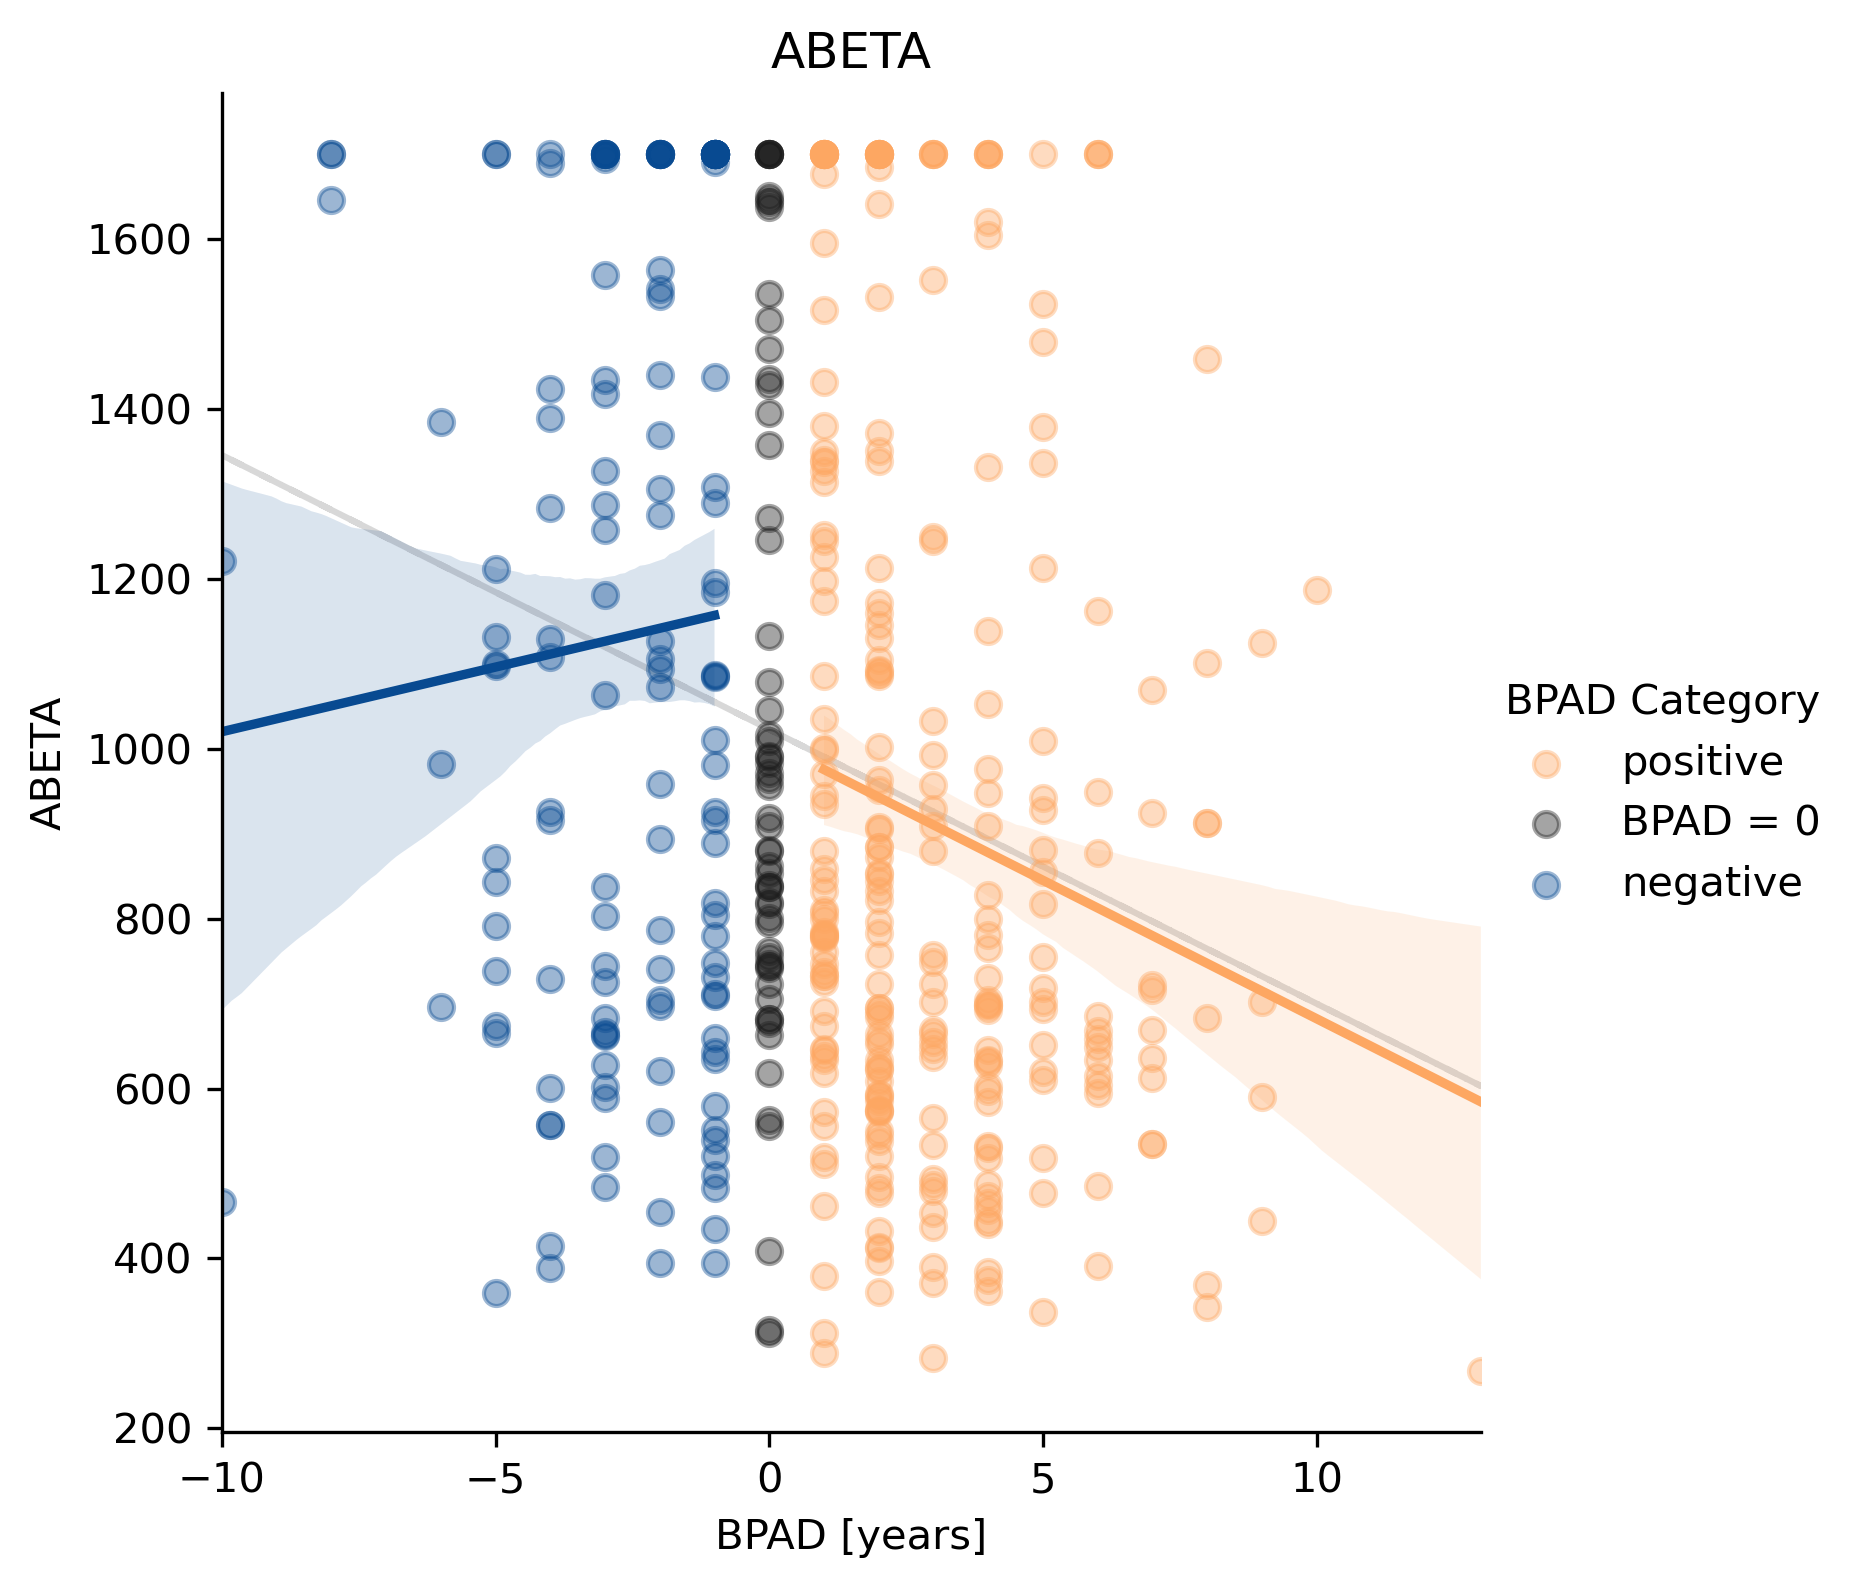 ABETA
1600
1400
1200
1000
800
600
400
200
ABETA
−10
−5
0
5
10
BPAD [years]
BPAD Category
positive
BPAD = 0
negative